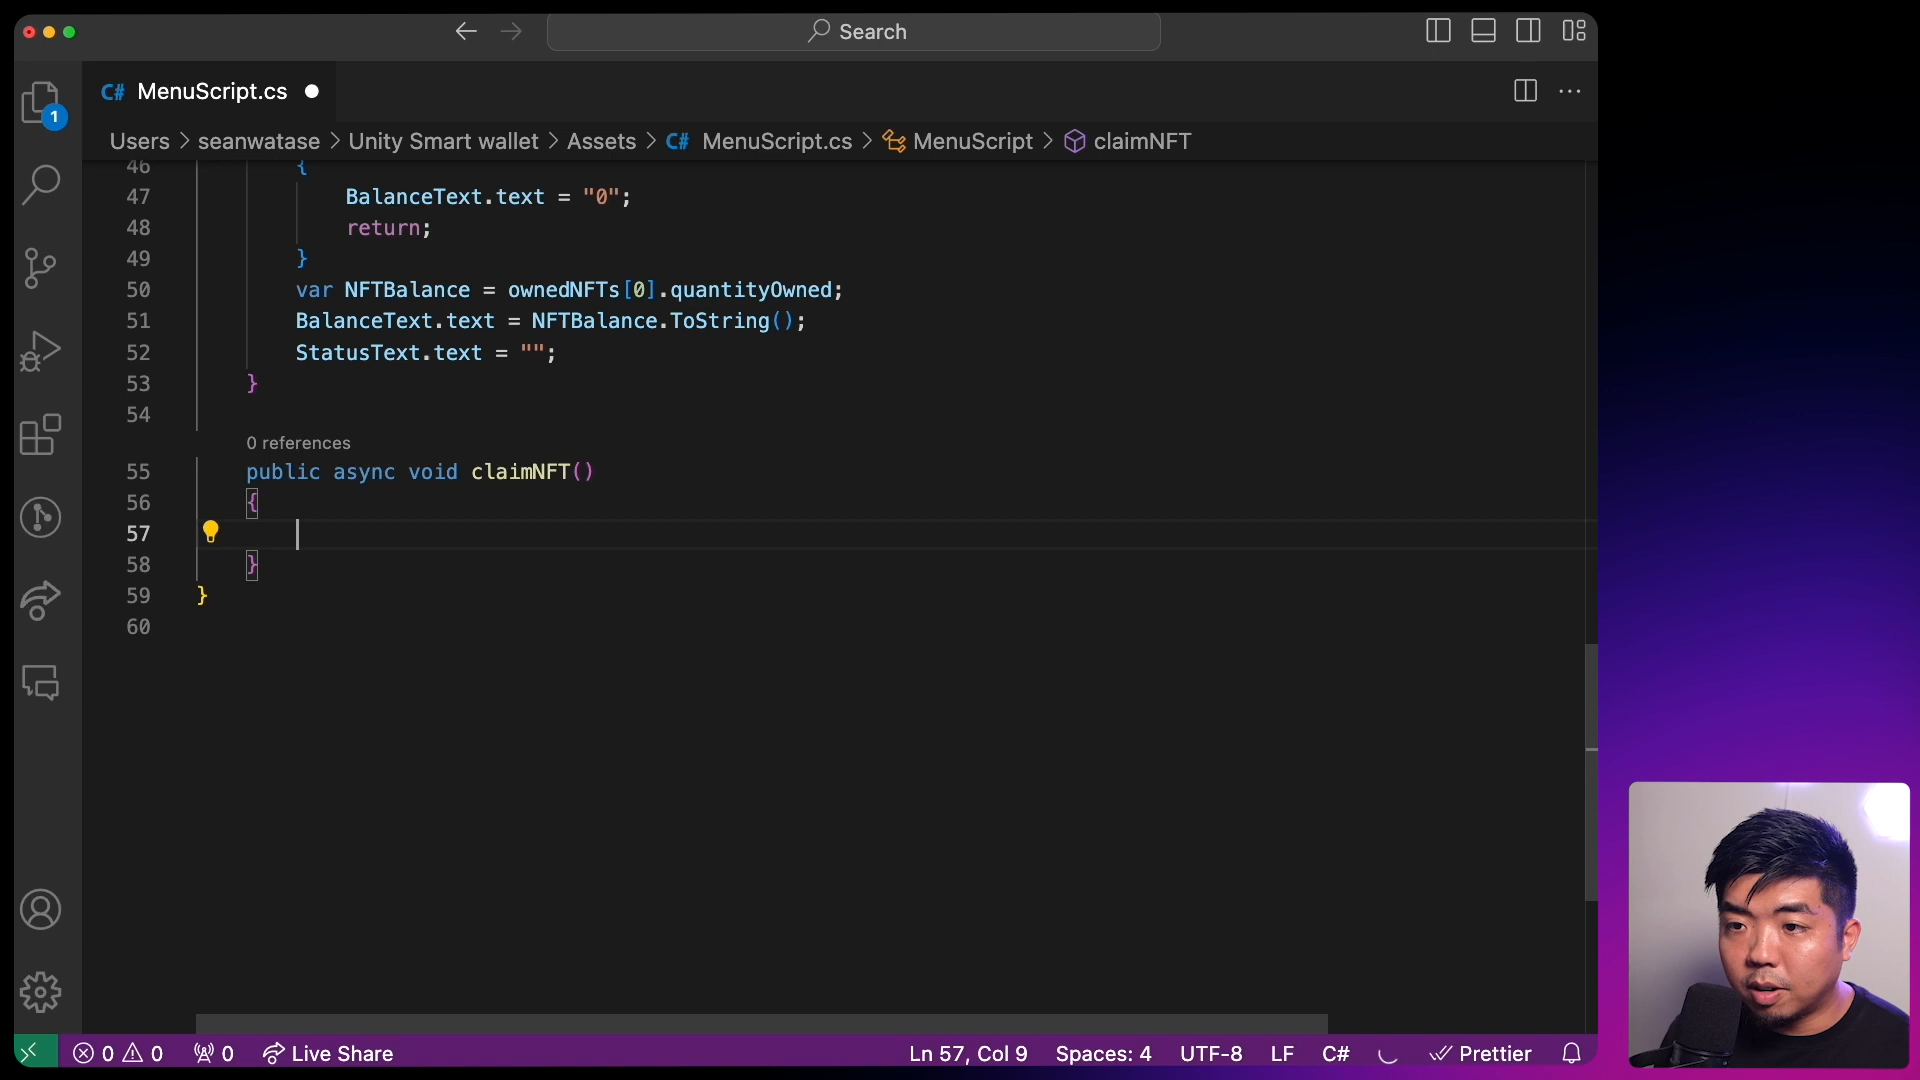 Search
C# MenuScript.cs
1
Users > seanwatase > Unity Smart wallet > Assets > C# MenuScript.cs > MenuScript > claimNFT
46 {
47 BalanceText.text = "0";
48 return;
49 }
50 var NFTBalance = ownedNFTs[0].quantityOwned;
51 BalanceText.text = NFTBalance.ToString();
52 StatusText.text = "";
53 }
54
0 references
55 public async void claimNFT()
56 {
57
58 }
59 }
60
0 0 0 Live Share Ln 57, Col 9 Spaces: 4 UTF-8 LF C# Prettier